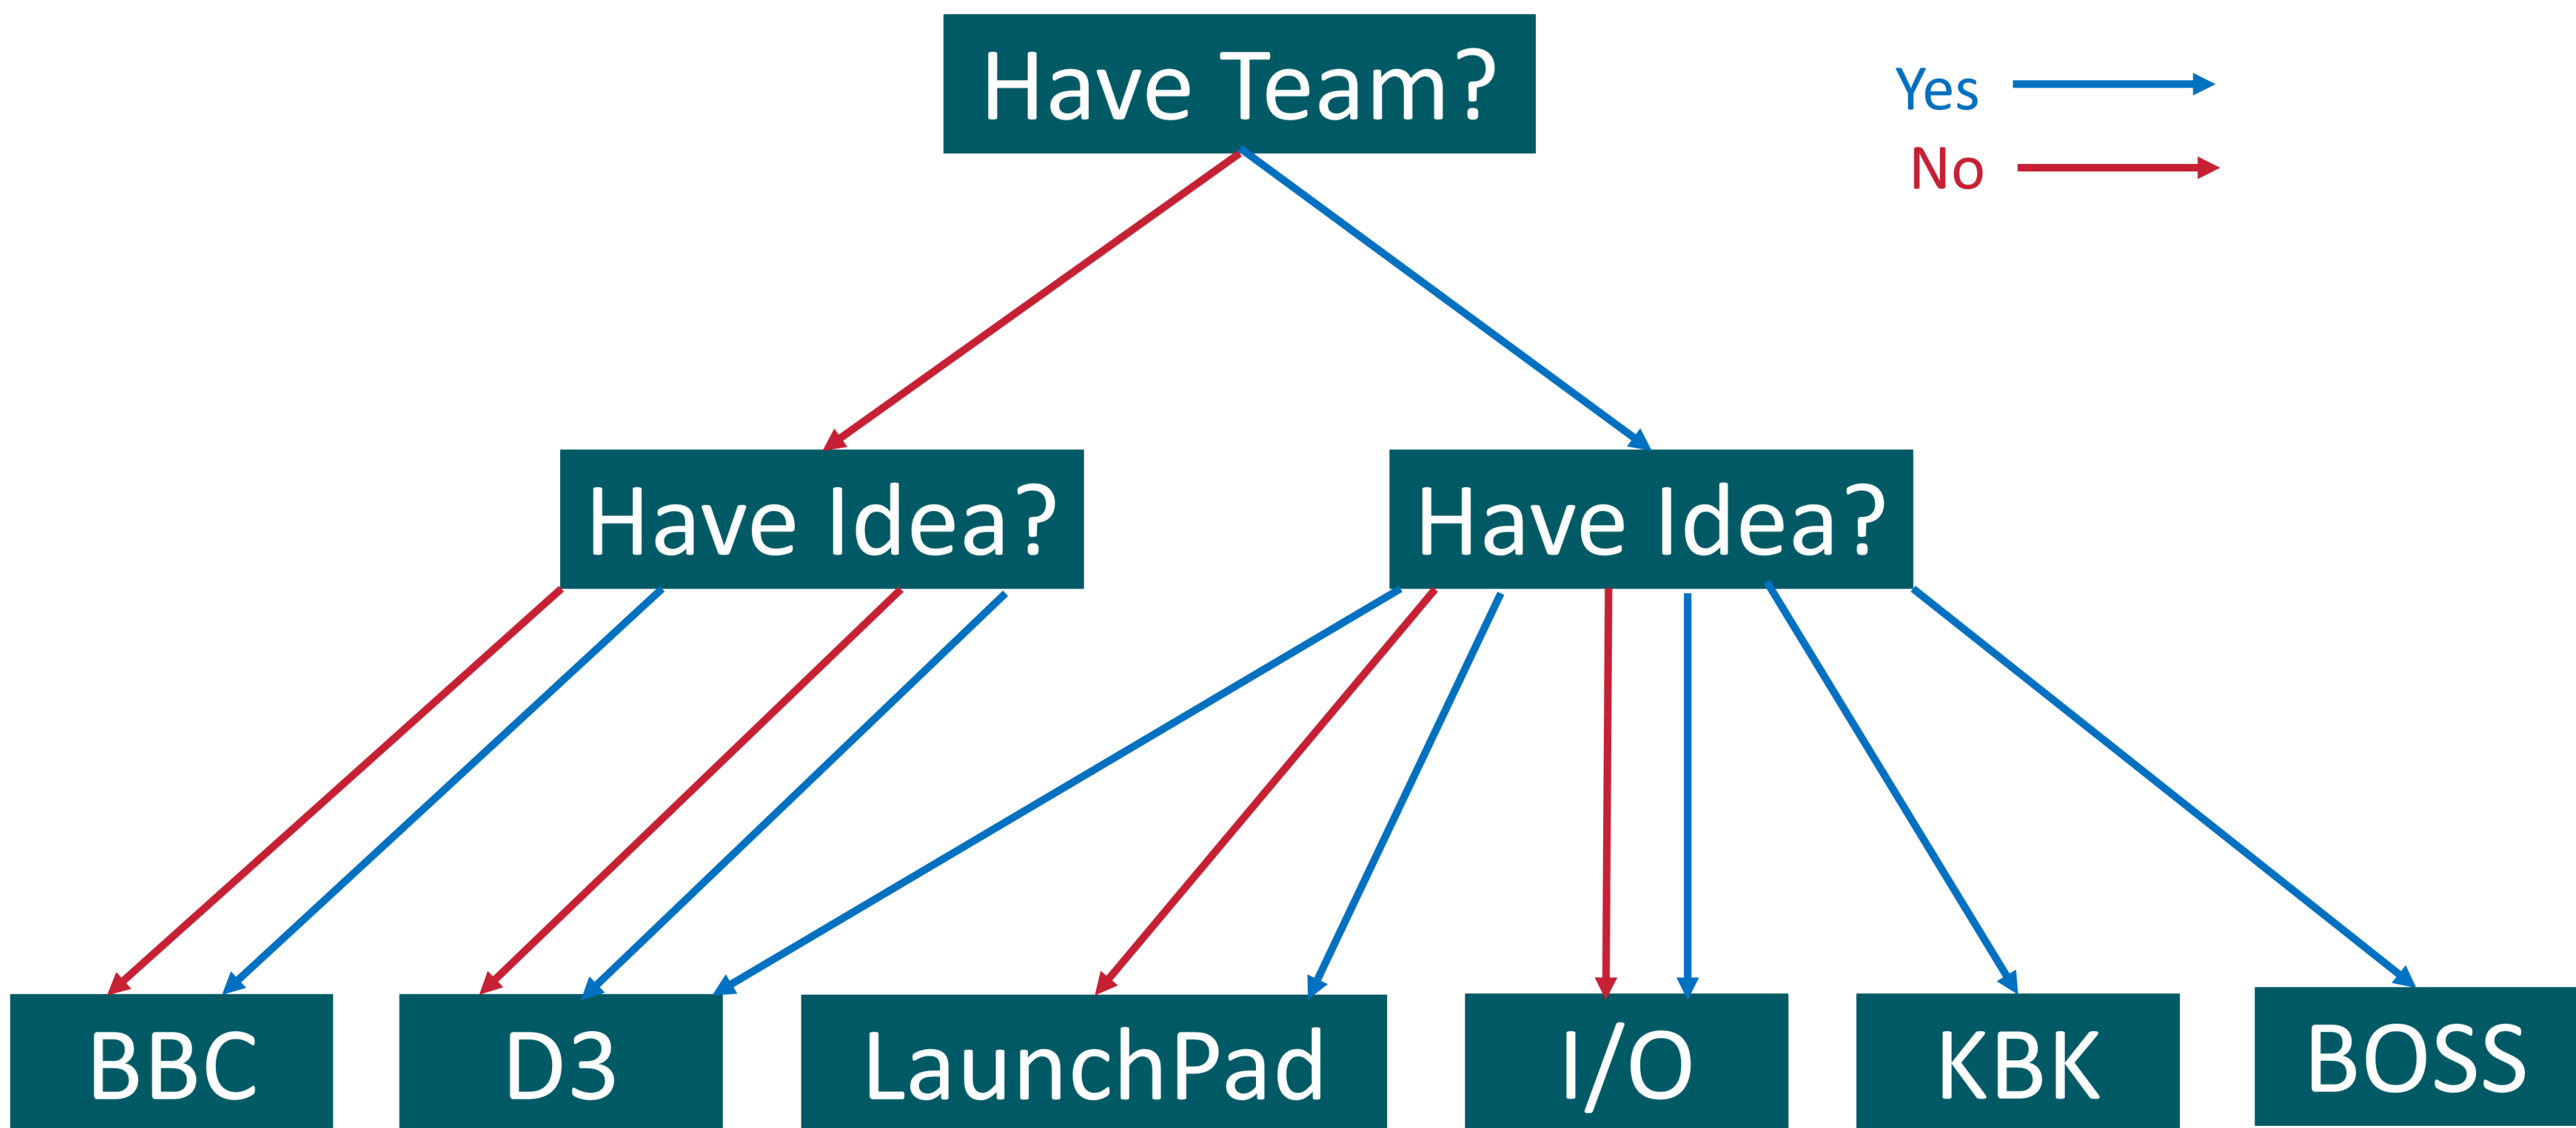 Have Team?
Yes
No
Have Idea?
Have Idea?
BBC
D3
LaunchPad
I/O
KBK
BOSS